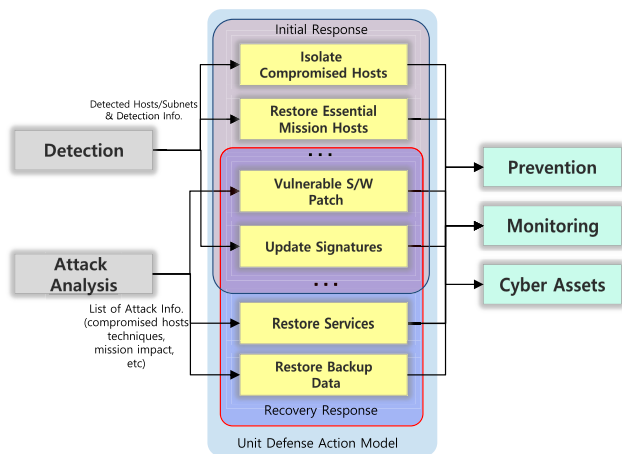 Initial Response
Isolate
Compromised Hosts
Detected Hosts/Subnets
& Detection Info.
Restore Essential
Mission Hosts
Detection
...
Prevention
Vulnerable S/W
Patch
Monitoring
Update Signatures
Attack
Analysis
...
Cyber Assets
List of Attack Info.
(compromised hosts
techniques,
mission impact,
etc)
Restore Services
Restore Backup
Data
Recovery Response
Unit Defense Action Model